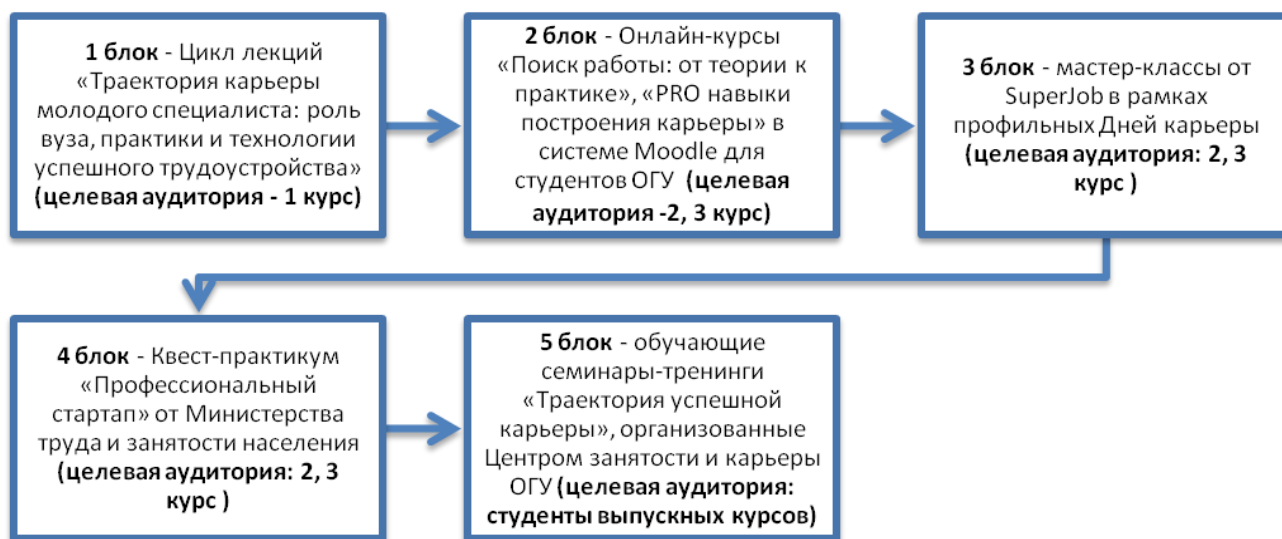 1 блок - Цикл лекций
«Траектория карьеры
молодого специалиста: роль
вуза, практики и технологии
успешного трудоустройства»
(целевая аудитория - 1 курс)
2 блок - Онлайн-курсы
«Поиск работы: от теории к
практике», «PRO навыки
построения карьеры» в
системе Moodle для
студентов ОГУ (целевая
аудитория -2, 3 курс)
3 блок - мастер-классы от
SuperJob в рамках
профильных Дней карьеры
(целевая аудитория: 2, 3
курс )
4 блок - Квест-практикум
«Профессиональный
стартап» от Министерства
труда и занятости населения
(целевая аудитория: 2, 3
курс )
5 блок - обучающие
семинары-тренинги
«Траектория успешной
карьеры», организованные
Центром занятости и карьеры
ОГУ (целевая аудитория:
студенты выпускных курсов)